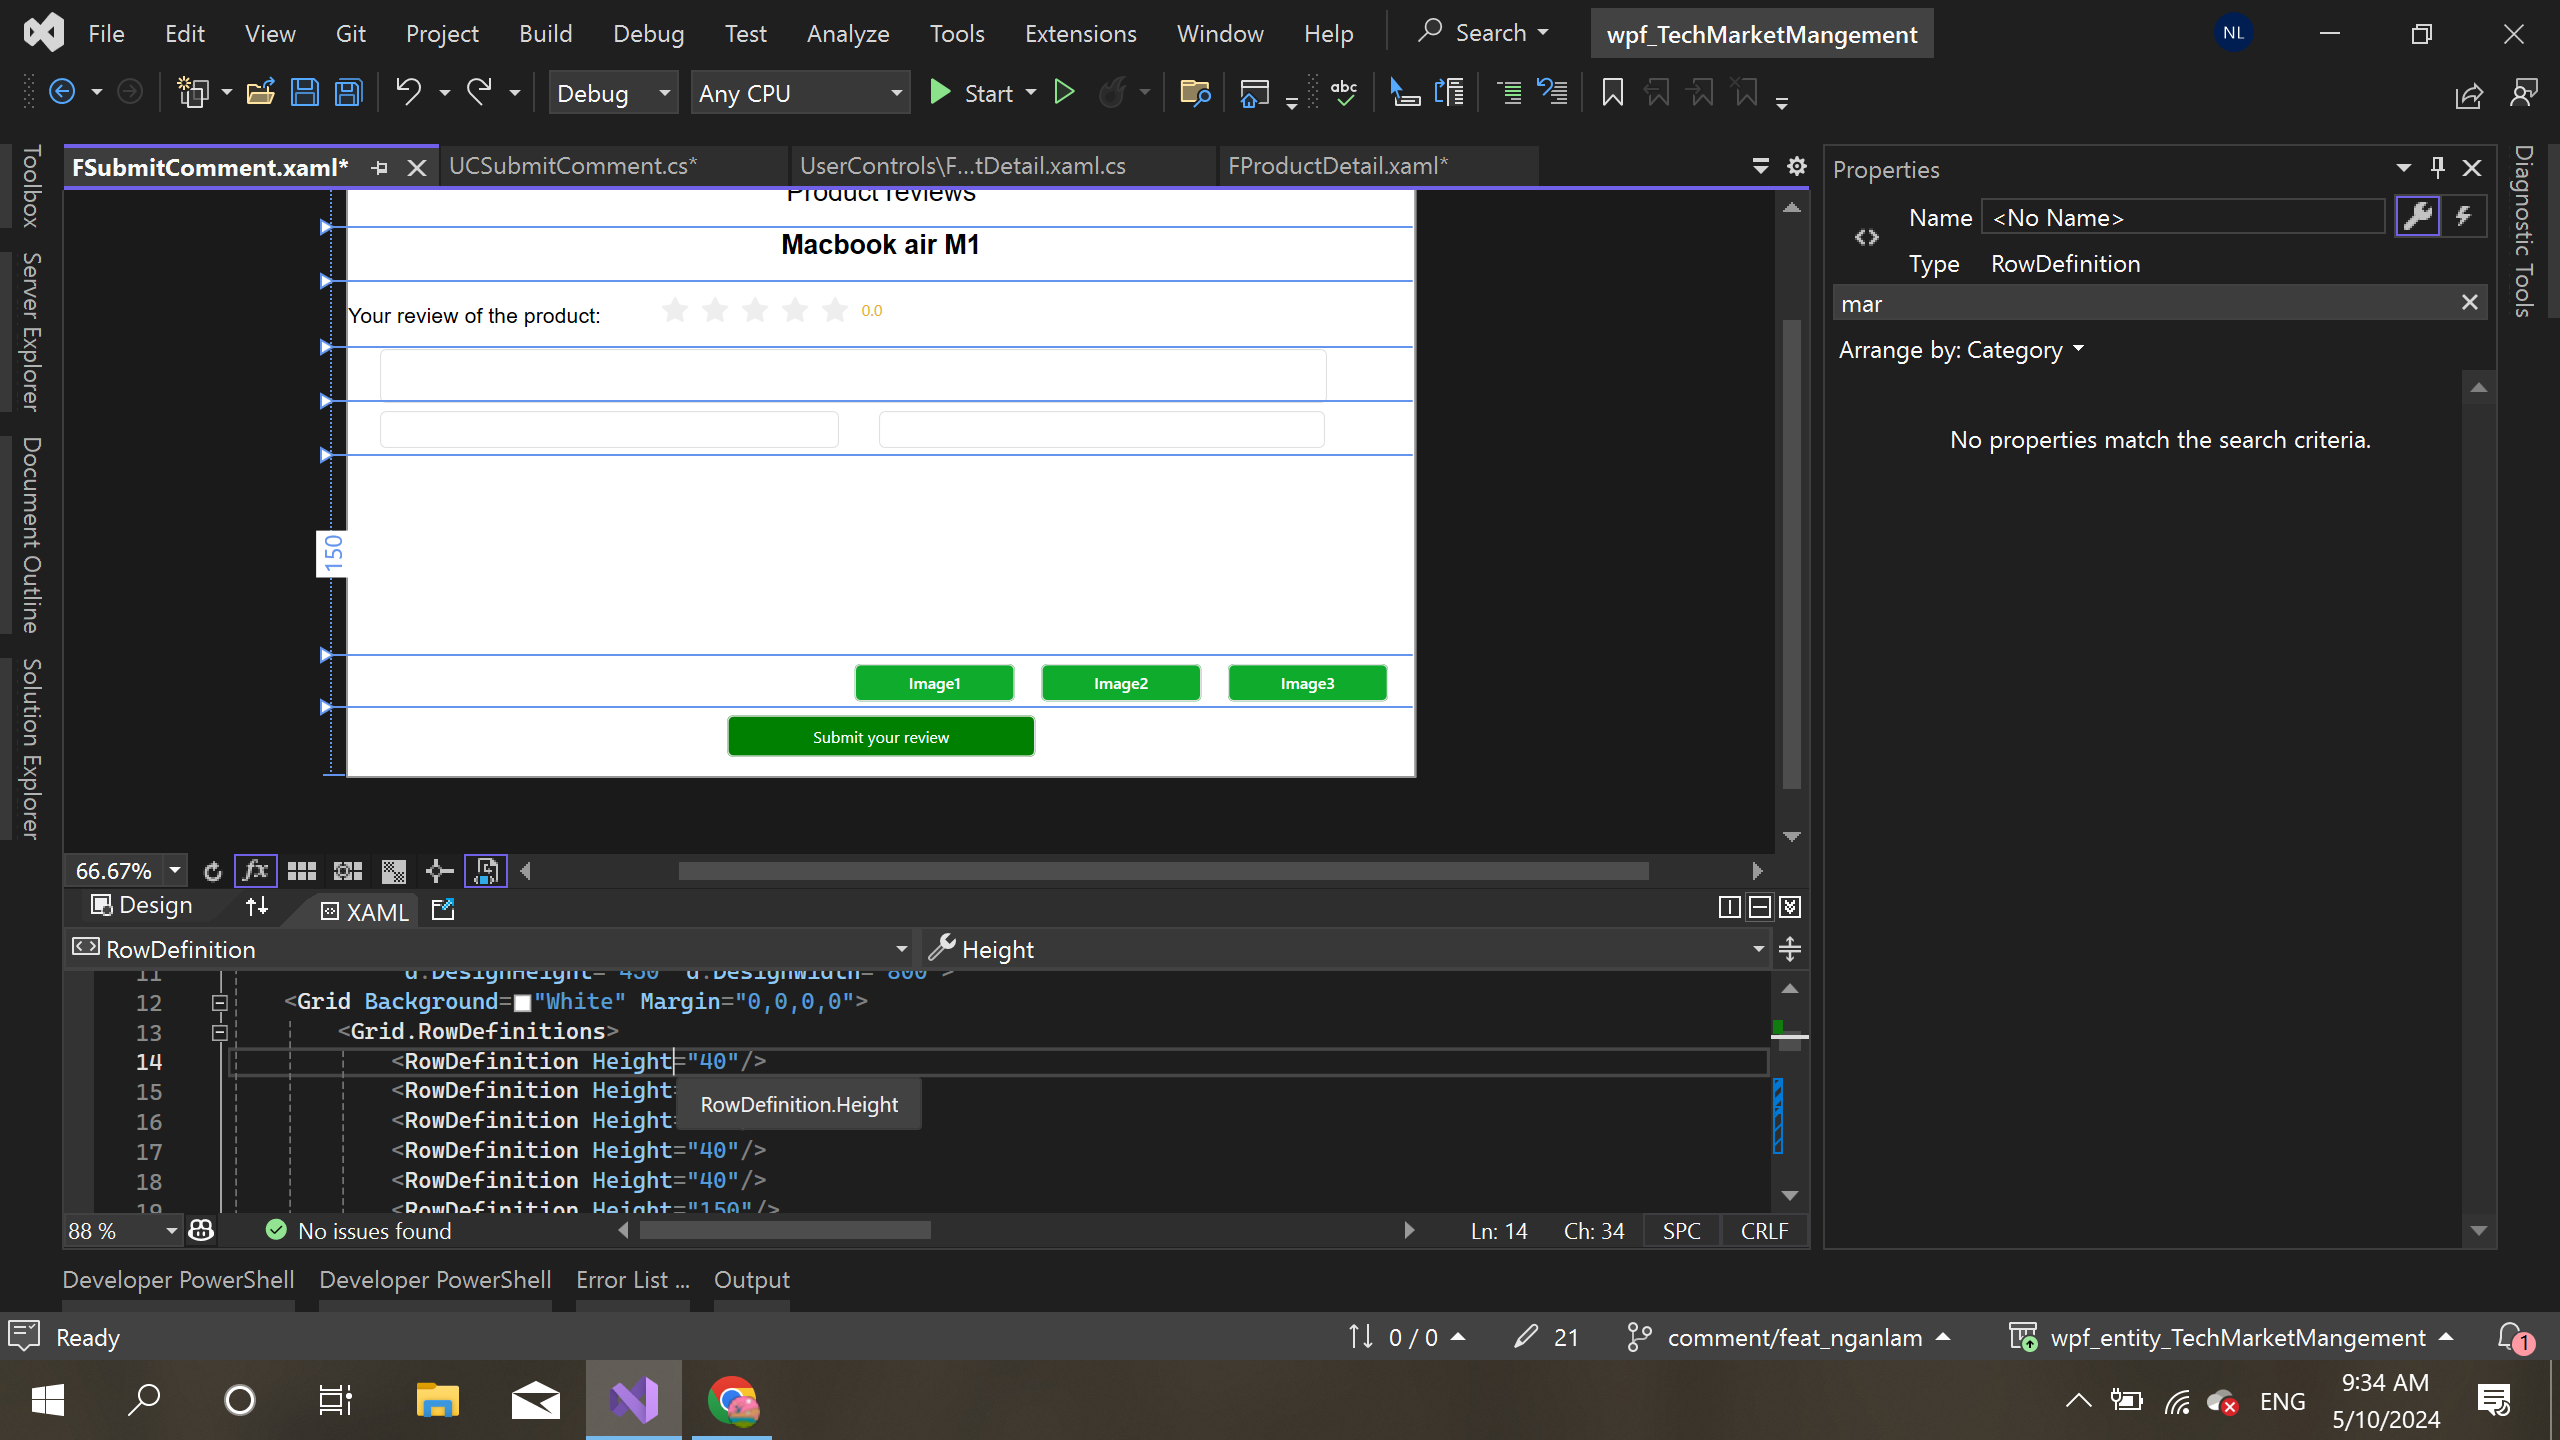 File Edit View Git Project Build Debug Test Analyze Tools Extensions Window Help Search wpf_TechMarketMangement NL
Debug Any CPU Start
FSubmitComment.xaml* UCSubmitComment.cs* UserControls\F...tDetail.xaml.cs FProductDetail.xaml*
Toolbox
Server Explorer
Document Outline
Solution Explorer
Product reviews
Macbook air M1
Your review of the product: 0.0
150
Image1 Image2 Image3
Submit your review
66.67% fx
Design XAML
RowDefinition Height
11 d:DesignHeight="450" d:DesignWidth="800">
12 <Grid Background="White" Margin="0,0,0,0">
13 <Grid.RowDefinitions>
14 <RowDefinition Height="40"/>
15 <RowDefinition Height=
16 <RowDefinition Height=
RowDefinition.Height
17 <RowDefinition Height="40"/>
18 <RowDefinition Height="40"/>
19 <RowDefinition Height="150"/>
88 % No issues found Ln: 14 Ch: 34 SPC CRLF
Properties
Name <No Name>
Type RowDefinition
mar
Arrange by: Category
No properties match the search criteria.
Diagnostic Tools
Developer PowerShell Developer PowerShell Error List ... Output
Ready 0 / 0 21 comment/feat_nganlam wpf_entity_TechMarketMangement 1
ENG 9:34 AM
5/10/2024